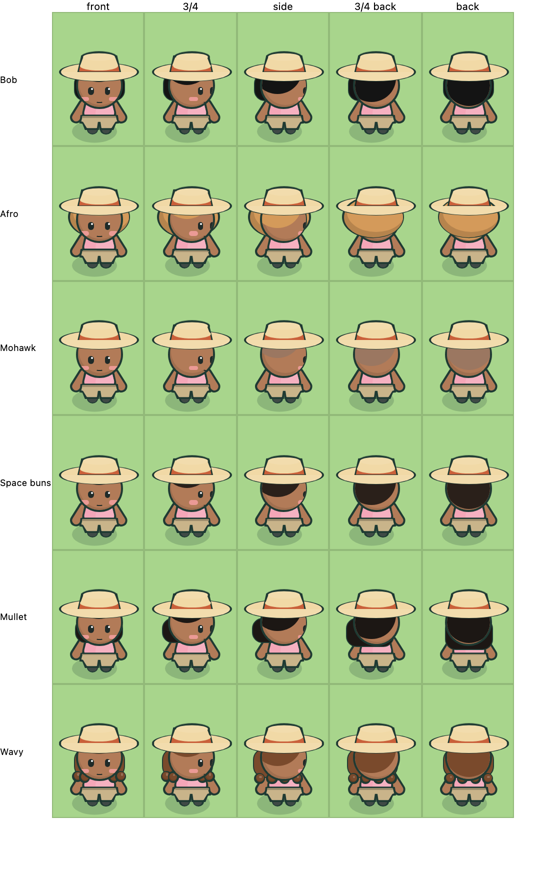 front 3/4 side 3/4 back back
Bob
Afro
Mohawk
Space buns
Mullet
Wavy